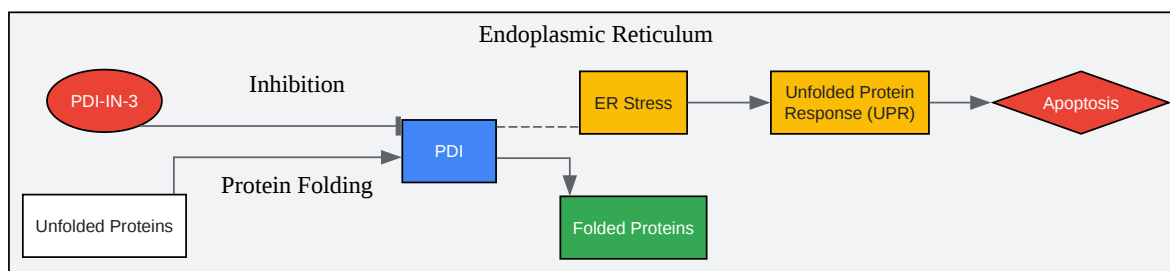 Endoplasmic Reticulum
PDI-IN-3
Inhibition
ER Stress
Unfolded Protein
Response (UPR)
Apoptosis
PDI
Protein Folding
Unfolded Proteins
Folded Proteins